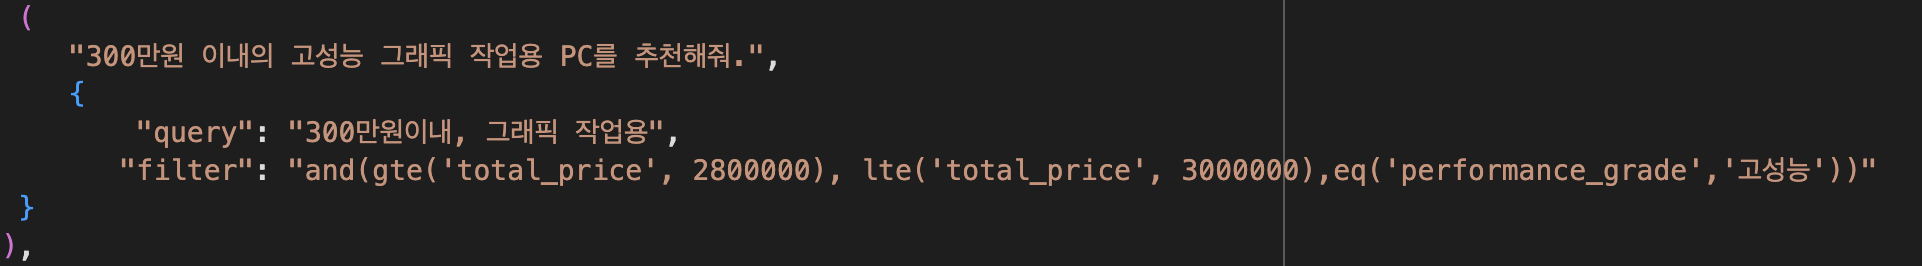 (
"300만원 이내의 고성능 그래픽 작업용 PC를 추천해줘.",
{
"query": "300만원이내, 그래픽 작업용",
"filter": "and(gte('total_price', 2800000), lte('total_price', 3000000),eq('performance_grade','고성능'))"
}
),